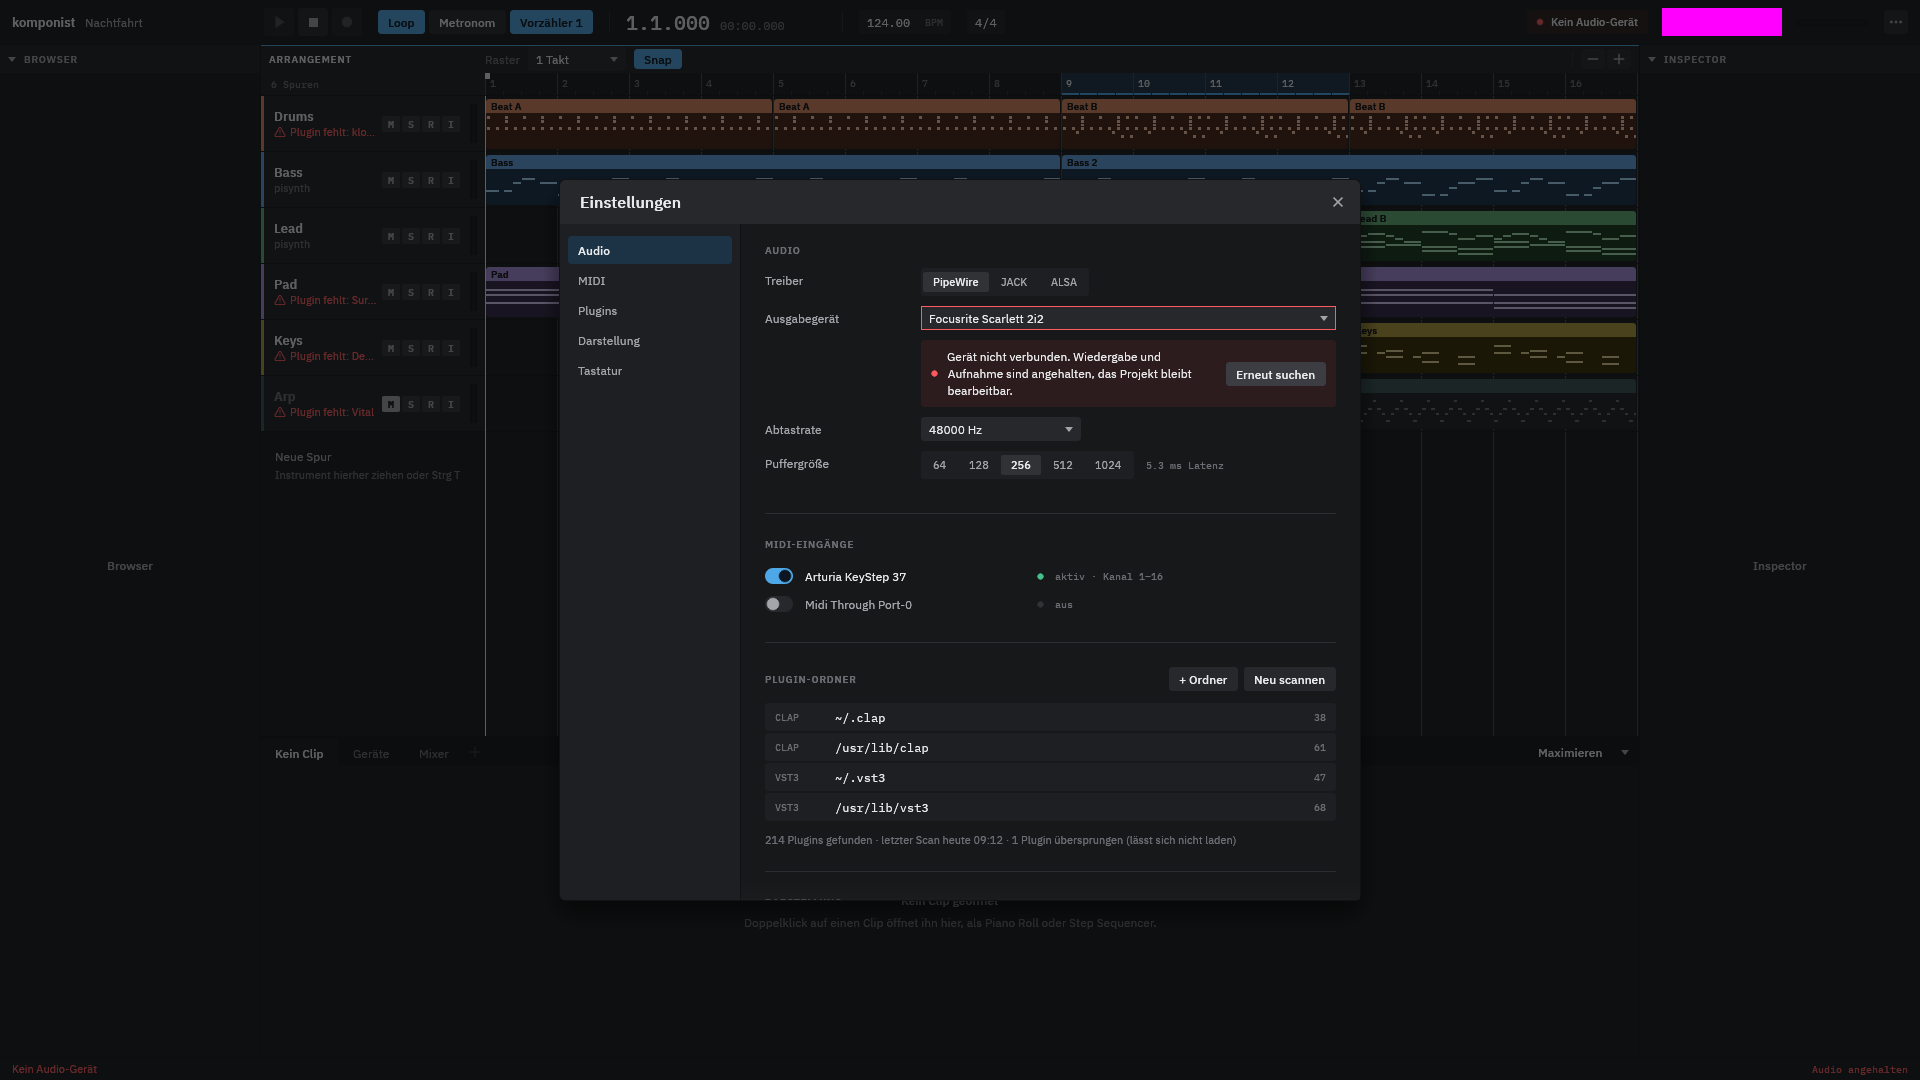 komponist Nachtfahrt
Loop Metronom Vorzähler 1
1.1.000 00:00.000
124.00 BPM 4/4
Kein Audio-Gerät
BROWSER
ARRANGEMENT
Raster 1 Takt Snap
INSPECTOR
6 Spuren
1 2 3 4 5 6 7 8 9 10 11 12 13 14 15 16
Drums
Plugin fehlt: klo...
M S R I
Beat A Beat A Beat B Beat B
Bass
pisynth
M S R I
Bass Bass 2
Lead
pisynth
M S R I
ead B
Pad
Plugin fehlt: Sur...
M S R I
Pad
Keys
Plugin fehlt: De...
M S R I
eys
Arp
Plugin fehlt: Vital
M S R I
Neue Spur
Instrument hierher ziehen oder Strg T
Browser
Inspector
Einstellungen
Audio
MIDI
Plugins
Darstellung
Tastatur
AUDIO
Treiber PipeWire JACK ALSA
Ausgabegerät Focusrite Scarlett 2i2
Gerät nicht verbunden. Wiedergabe und
Aufnahme sind angehalten, das Projekt bleibt
bearbeitbar.
Erneut suchen
Abtastrate 48000 Hz
Puffergröße 64 128 256 512 1024 5.3 ms Latenz
MIDI-EINGÄNGE
Arturia KeyStep 37 aktiv · Kanal 1–16
Midi Through Port-0 aus
PLUGIN-ORDNER + Ordner Neu scannen
CLAP ~/.clap 38
CLAP /usr/lib/clap 61
VST3 ~/.vst3 47
VST3 /usr/lib/vst3 68
214 Plugins gefunden · letzter Scan heute 09:12 · 1 Plugin übersprungen (lässt sich nicht laden)
Kein Clip Geräte Mixer
Maximieren
Kein Clip geöffnet
Doppelklick auf einen Clip öffnet ihn hier, als Piano Roll oder Step Sequencer.
Kein Audio-Gerät
Audio angehalten